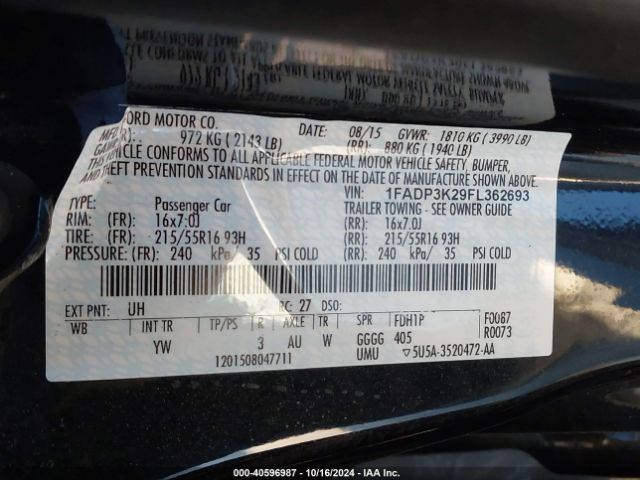 ORD MOTOR CO. DATE: 08/15 GVWR: 1810 KG ( 3990 LB)
972 KG ( 2143 LB) (RR): 880 KG ( 1940 LB)
VEHICLE CONFORMS TO ALL APPLICABLE FEDERAL MOTOR VEHICLE SAFETY, BUMPER,
AND THEFT PREVENTION STANDARDS IN EFFECT ON THE DATE OF MANUFACTURE SHOWN ABOVE.
VIN: 1FADP3K29FL362693
TYPE: Passenger Car TRAILER TOWING - SEE OWNER GUIDE
RIM: (FR): 16x7.0J (RR): 16x7.0J
TIRE: (FR): 215/55R16 93H (RR): 215/55R16 93H
PRESSURE: (FR): 240 kPa/ 35 PSI COLD (RR): 240 kPa/ 35 PSI COLD
EXT PNT: UH RC: 27 DSO:
WB INT TR TP/PS R AXLE TR SPR FDH1P F0087
YW 3 AU W GGGG 405 R0073
1201508047711 UMU 5U5A-3520472-AA
000-40596987 - 10/16/2024 - IAA Inc.